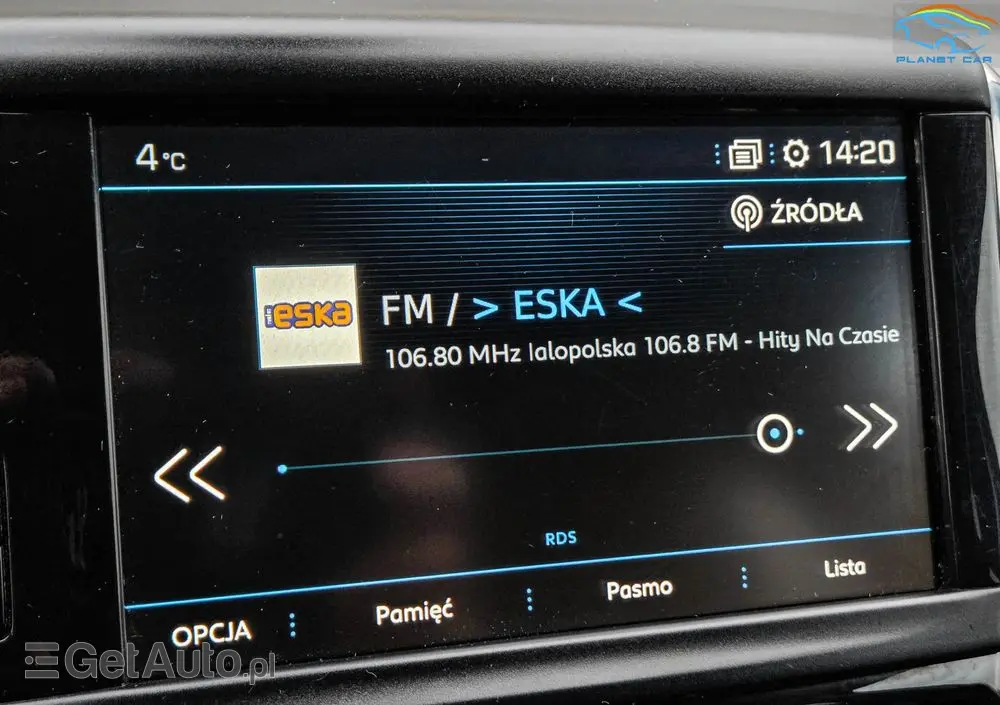 PLANET CAR
4°C
14:20
ŹRÓDŁA
eska
FM / > ESKA <
106.80 MHz lalopolska 106.8 FM - Hity Na Czasie
RDS
OPCJA
Pamięć
Pasmo
Lista
GetAuto.pl